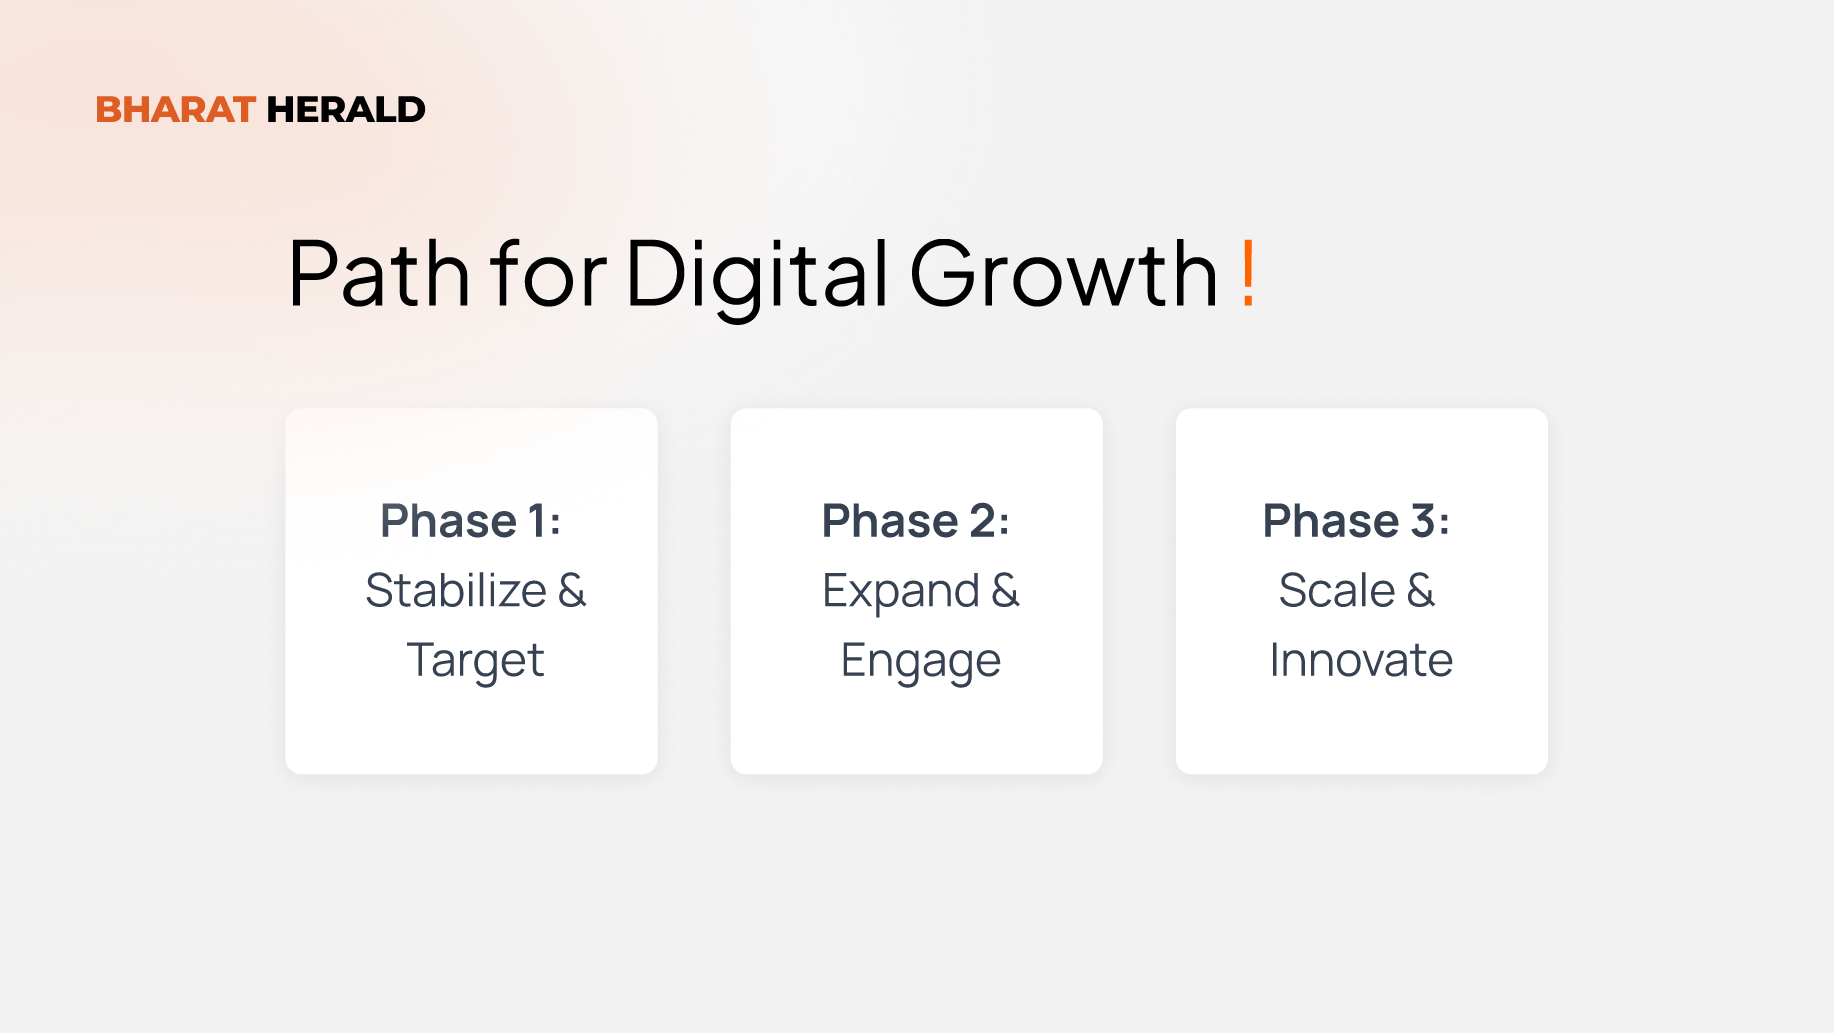 BHARAT HERALD
Path for Digital Growth !
Phase 1:
Stabilize &
Target
Phase 2:
Expand &
Engage
Phase 3:
Scale &
Innovate